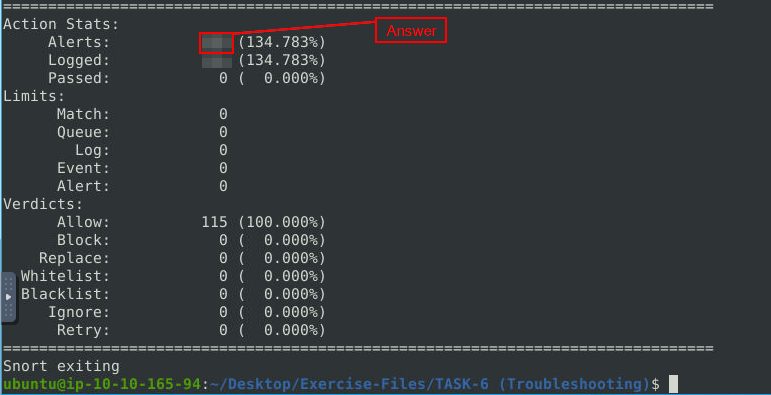 ======================================================================
Action Stats:
Alerts: (134.783%)
Answer
Logged: (134.783%)
Passed: 0 ( 0.000%)
Limits:
Match: 0
Queue: 0
Log: 0
Event: 0
Alert: 0
Verdicts:
Allow: 115 (100.000%)
Block: 0 ( 0.000%)
Replace: 0 ( 0.000%)
Whitelist: 0 ( 0.000%)
Blacklist: 0 ( 0.000%)
Ignore: 0 ( 0.000%)
Retry: 0 ( 0.000%)
======================================================================
Snort exiting
ubuntu@ip-10-10-165-94:~/Desktop/Exercise-Files/TASK-6 (Troubleshooting)$